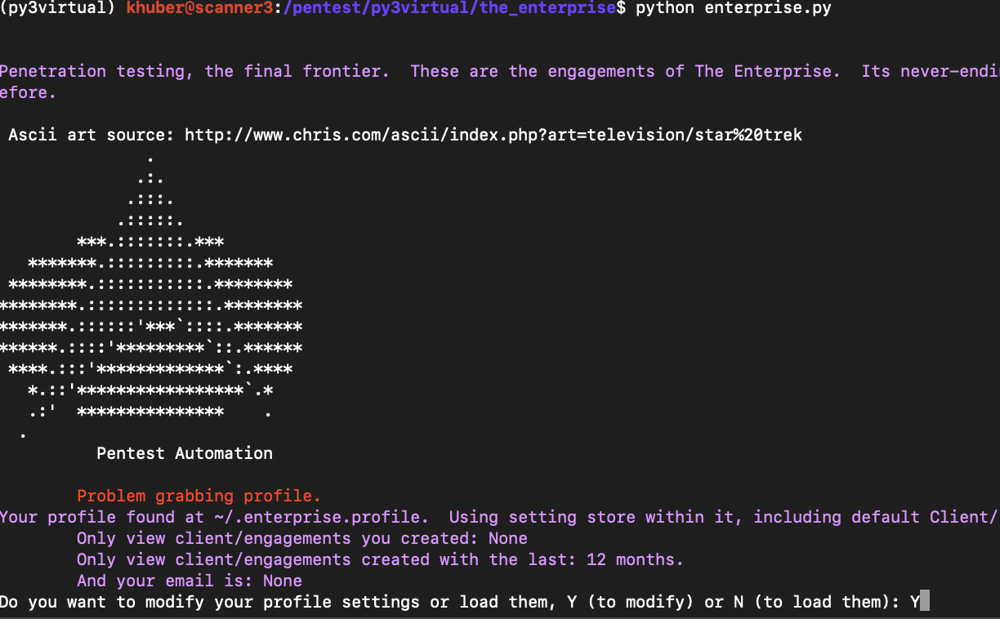 (py3virtual) khuber@scanner3:/pentest/py3virtual/the_enterprise$ python enterprise.py
Penetration testing, the final frontier.  These are the engagements of The Enterprise.  Its never-endi
efore.
 Ascii art source: http://www.chris.com/ascii/index.php?art=television/star%20trek
               .
              .:.
             .:::.
            .:::::.
        ***.:::::::.***
   *******.:::::::::.*******
 ********.:::::::::::.********
********.:::::::::::::.********
*******.::::::'***`::::.*******
******.::::'*********`::.******
 ****.:::'*************`:.****
   *.::'*****************`.*
   .:'  ***************    .
  .
          Pentest Automation
        Problem grabbing profile.
Your profile found at ~/.enterprise.profile.  Using setting store within it, including default Client/
        Only view client/engagements you created: None
        Only view client/engagements created with the last: 12 months.
        And your email is: None
Do you want to modify your profile settings or load them, Y (to modify) or N (to load them): Y